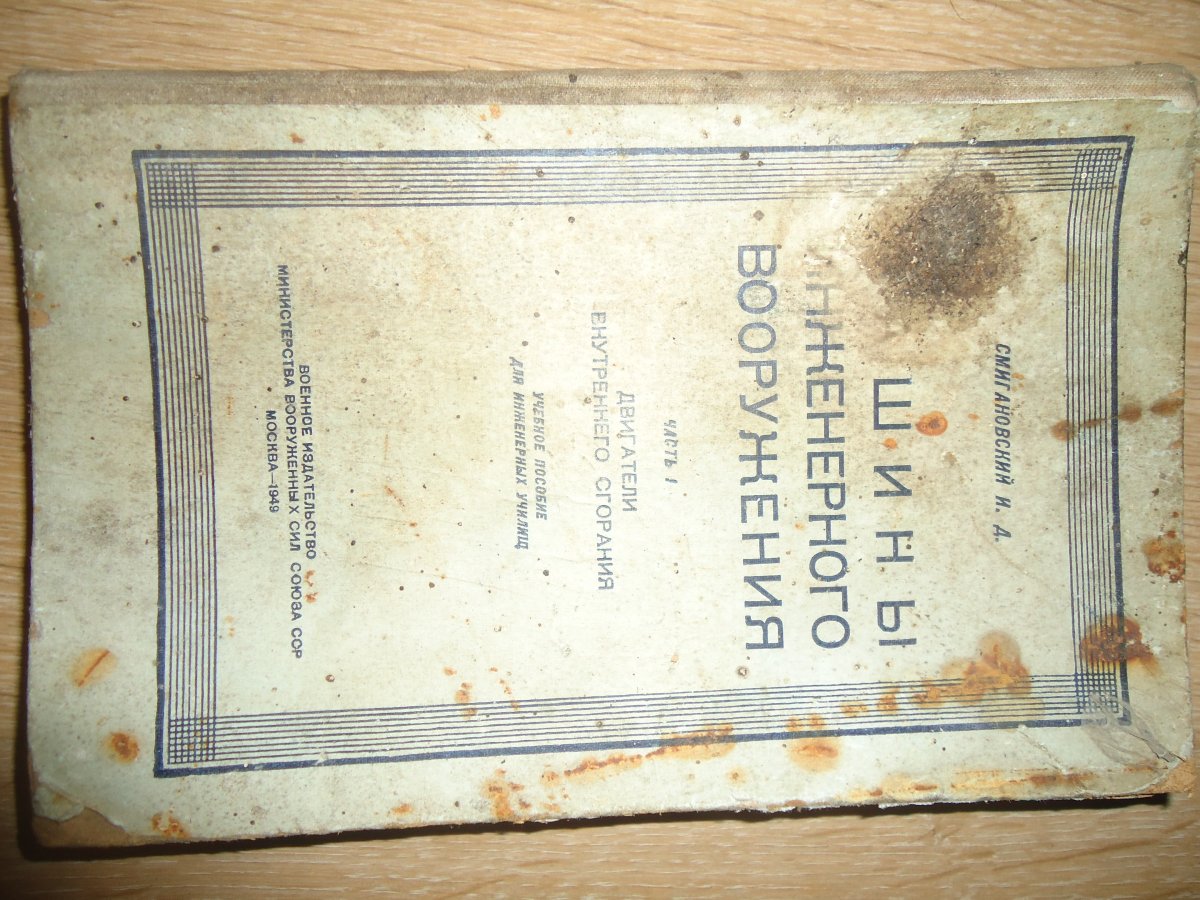 СМИГАНОВСКИЙ И. Д.
ШИНЫ
ИНЖЕНЕРНОГО
ВООРУЖЕНИЯ
ЧАСТЬ I
ДВИГАТЕЛИ
ВНУТРЕННЕГО СГОРАНИЯ
УЧЕБНОЕ ПОСОБИЕ
ДЛЯ ИНЖЕНЕРНЫХ УЧИЛИЩ
ВОЕННОЕ ИЗДАТЕЛЬСТВО
МИНИСТЕРСТВА ВООРУЖЕННЫХ СИЛ СОЮЗА ССР
МОСКВА—1949